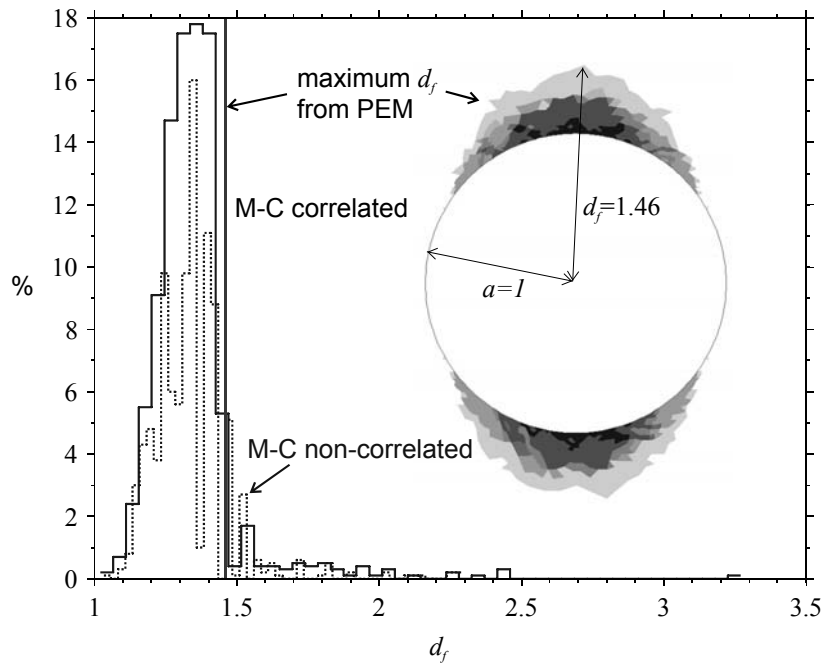 18
16
14
12
10
8
6
4
2
0
%
maximum d_f
from PEM
M-C correlated
M-C non-correlated
d_f=1.46
a=1
1
1.5
2
2.5
3
3.5
d_f